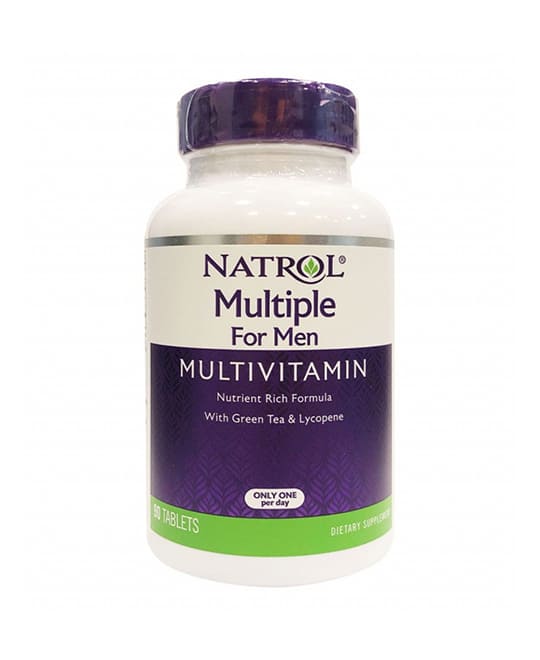 NATROL®
Multiple
For Men
MULTIVITAMIN
Nutrient Rich Formula
With Green Tea & Lycopene
ONLY ONE
per day
90 TABLETS
DIETARY SUPPLEMENT